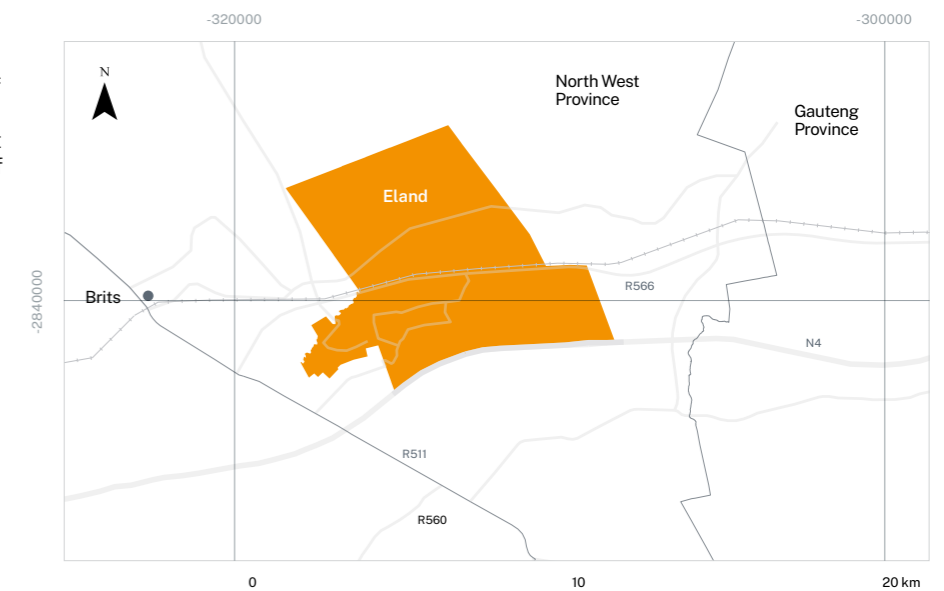 -320000
-300000
N
North West
Province
Gauteng
Province
Eland
-2840000
Brits
R566
N4
R511
R560
0
10
20 km